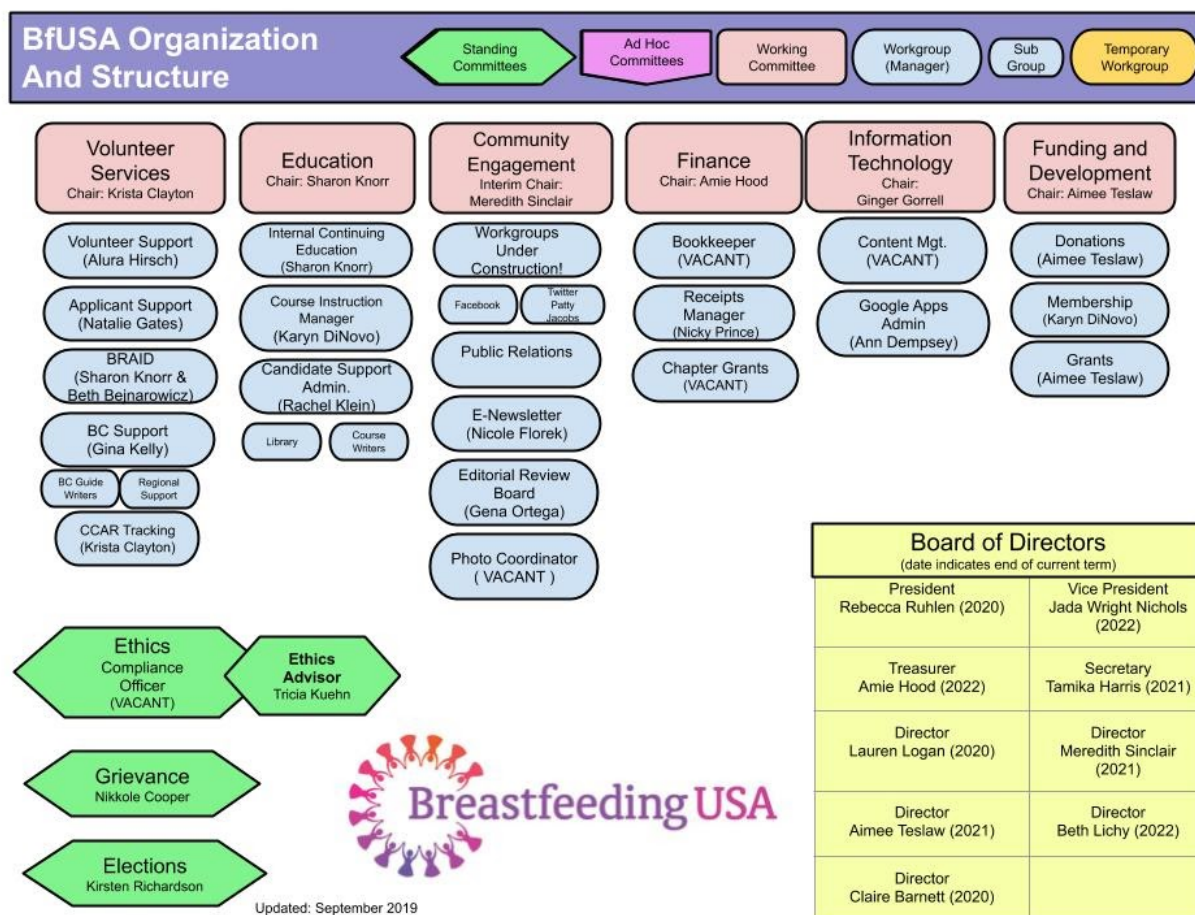 BfUSA Organization
And Structure
Standing
Committees
Ad Hoc
Committees
Working
Committee
Workgroup
(Manager)
Sub
Group
Temporary
Workgroup
Volunteer
Services
Chair: Krista Clayton
Volunteer Support
(Alura Hirsch)
Applicant Support
(Natalie Gates)
BRAID
(Sharon Knorr &
Beth Bejnarowicz)
BC Support
(Gina Kelly)
BC Guide
Writers
Regional
Support
CCAR Tracking
(Krista Clayton)
Education
Chair: Sharon Knorr
Internal Continuing
Education
(Sharon Knorr)
Course Instruction
Manager
(Karyn DiNovo)
Candidate Support
Admin.
(Rachel Klein)
Library
Course
Writers
Community
Engagement
Interim Chair:
Meredith Sinclair
Workgroups
Under
Construction!
Facebook
Twitter
Patty
Jacobs
Public Relations
E-Newsletter
(Nicole Florek)
Editorial Review
Board
(Gena Ortega)
Photo Coordinator
( VACANT )
Finance
Chair: Amie Hood
Bookkeeper
(VACANT)
Receipts
Manager
(Nicky Prince)
Chapter Grants
(VACANT)
Information
Technology
Chair:
Ginger Gorrell
Content Mgt.
(VACANT)
Google Apps
Admin
(Ann Dempsey)
Funding and
Development
Chair: Aimee Teslaw
Donations
(Aimee Teslaw)
Membership
(Karyn DiNovo)
Grants
(Aimee Teslaw)
Ethics
Compliance
Officer
(VACANT)
Ethics
Advisor
Tricia Kuehn
Grievance
Nikkole Cooper
Elections
Kirsten Richardson
Breastfeeding USA
Updated: September 2019
Board of Directors
(date indicates end of current term)
President
Rebecca Ruhlen (2020)
Vice President
Jada Wright Nichols
(2022)
Treasurer
Amie Hood (2022)
Secretary
Tamika Harris (2021)
Director
Lauren Logan (2020)
Director
Meredith Sinclair
(2021)
Director
Aimee Teslaw (2021)
Director
Beth Lichy (2022)
Director
Claire Barnett (2020)